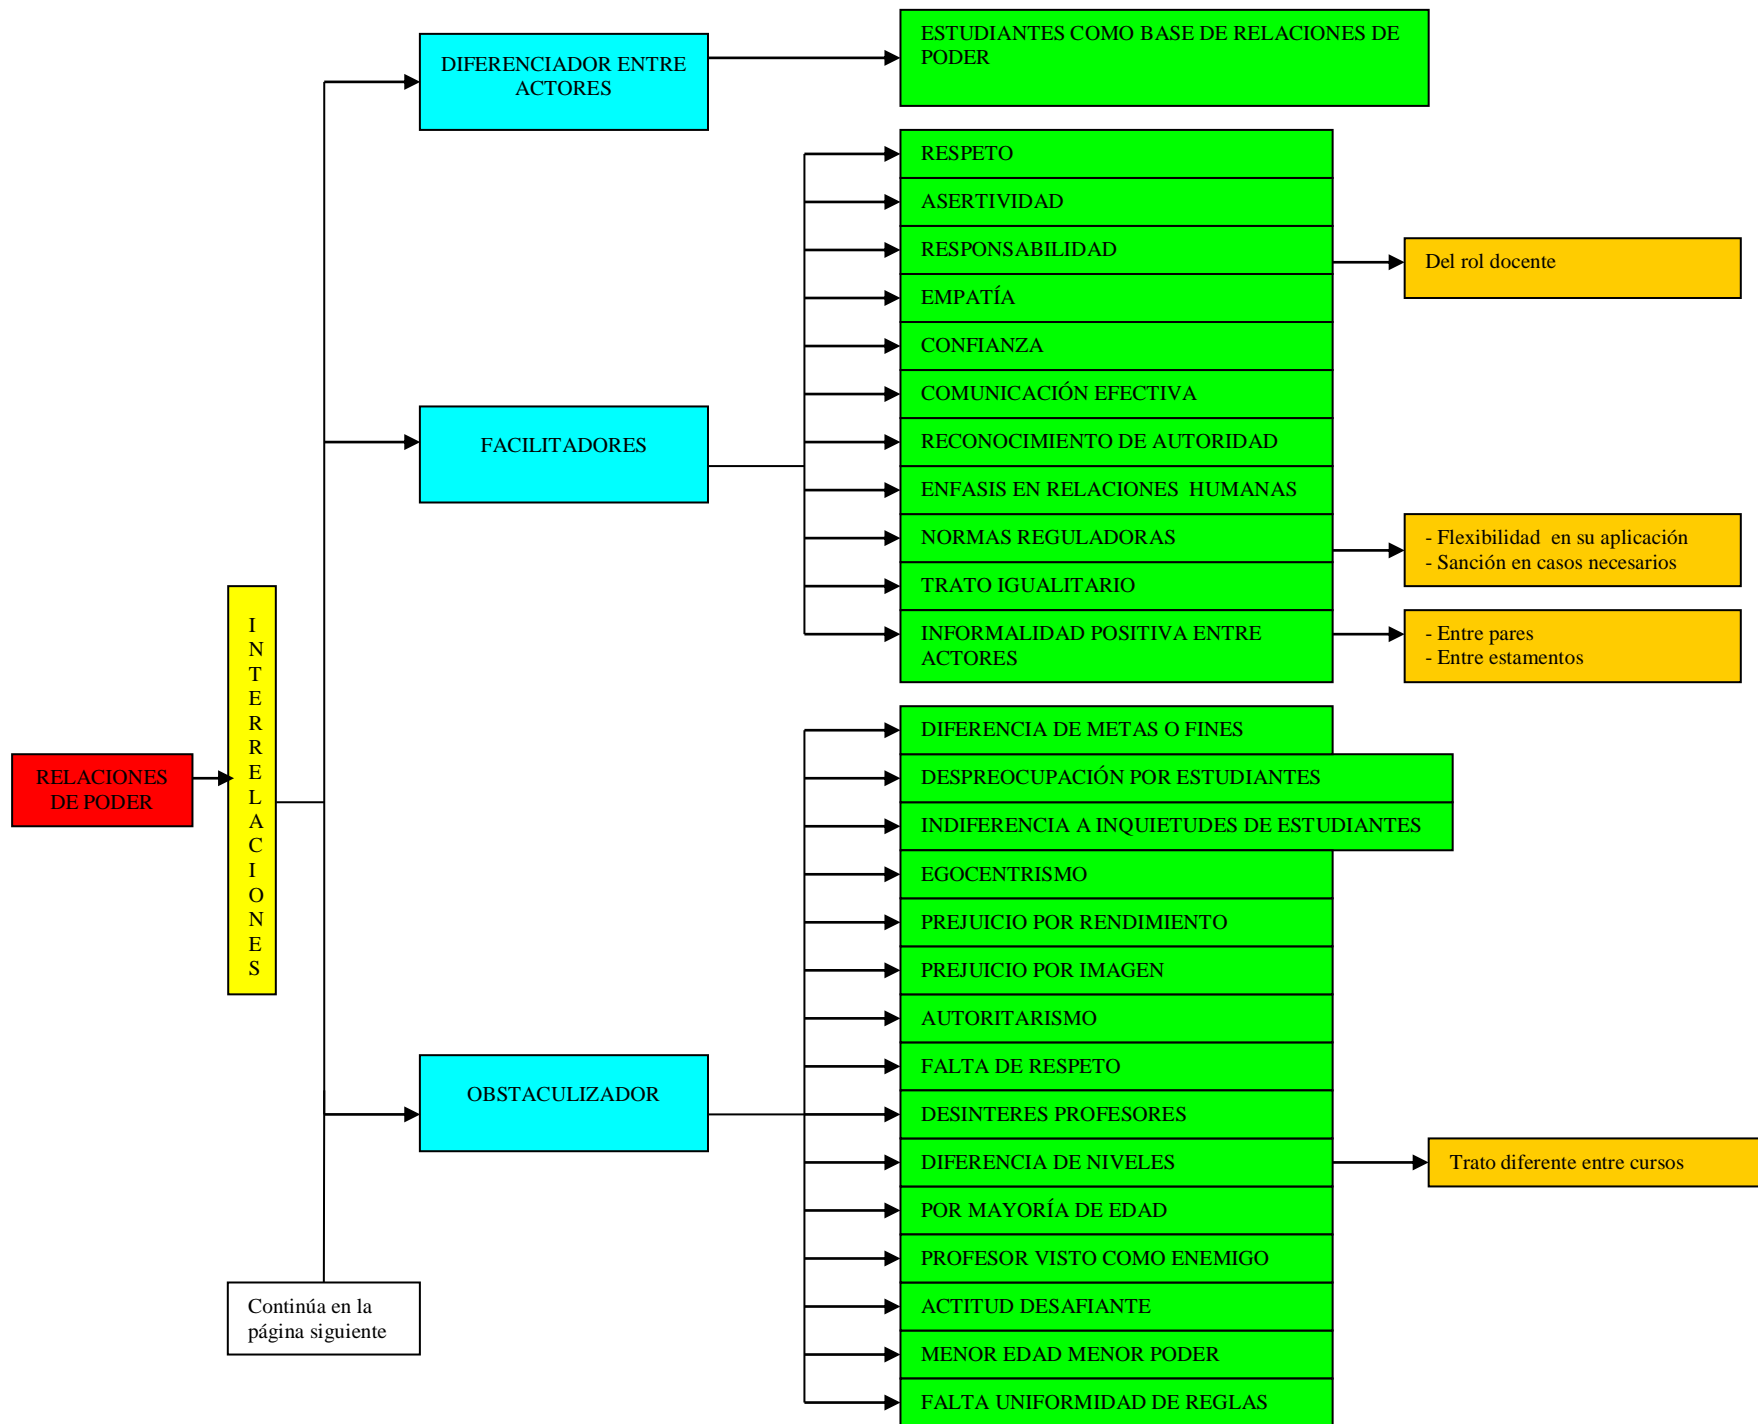 RELACIONES
DE PODER
INTERRELACIONES
DIFERENCIADOR ENTRE
ACTORES
ESTUDIANTES COMO BASE DE RELACIONES DE
PODER
FACILITADORES
RESPETO
ASERTIVIDAD
RESPONSABILIDAD
Del rol docente
EMPATÍA
CONFIANZA
COMUNICACIÓN EFECTIVA
RECONOCIMIENTO DE AUTORIDAD
ENFASIS EN RELACIONES HUMANAS
NORMAS REGULADORAS
- Flexibilidad en su aplicación
- Sanción en casos necesarios
TRATO IGUALITARIO
INFORMALIDAD POSITIVA ENTRE
ACTORES
- Entre pares
- Entre estamentos
OBSTACULIZADOR
DIFERENCIA DE METAS O FINES
DESPREOCUPACIÓN POR ESTUDIANTES
INDIFERENCIA A INQUIETUDES DE ESTUDIANTES
EGOCENTRISMO
PREJUICIO POR RENDIMIENTO
PREJUICIO POR IMAGEN
AUTORITARISMO
FALTA DE RESPETO
DESINTERES PROFESORES
DIFERENCIA DE NIVELES
Trato diferente entre cursos
POR MAYORÍA DE EDAD
PROFESOR VISTO COMO ENEMIGO
ACTITUD DESAFIANTE
MENOR EDAD MENOR PODER
FALTA UNIFORMIDAD DE REGLAS
Continúa en la
página siguiente